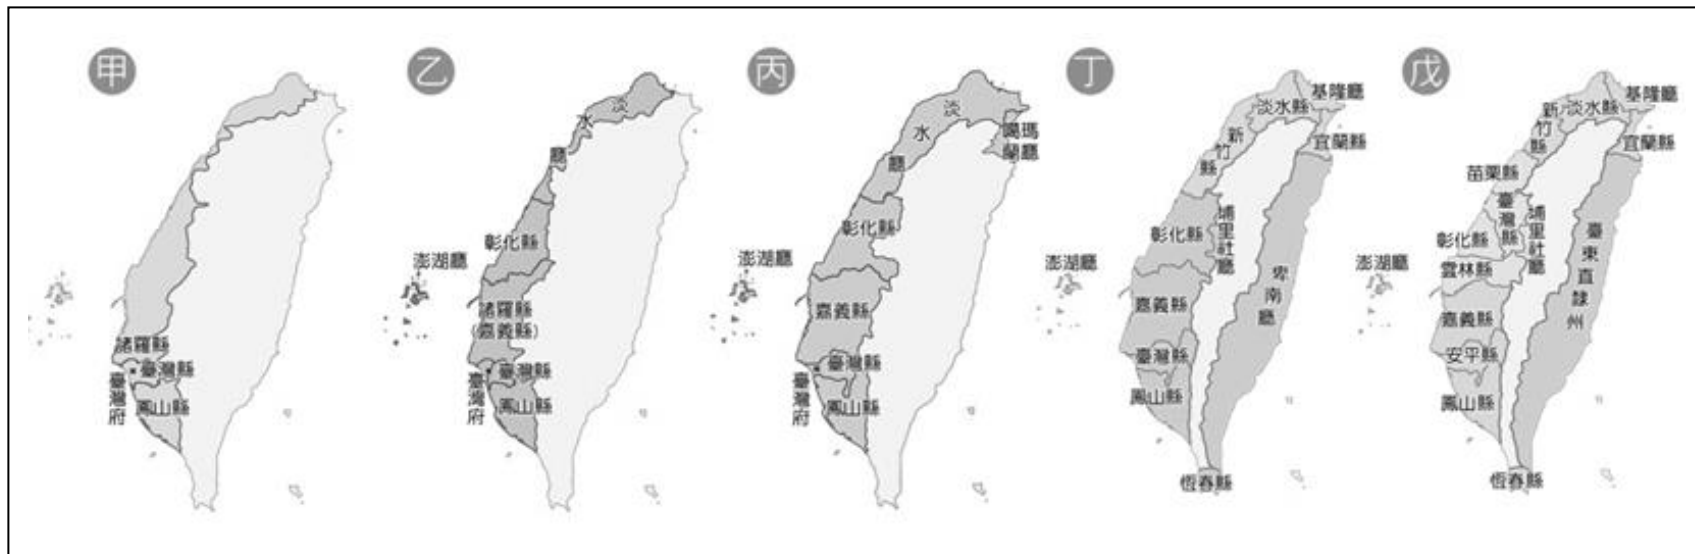 甲
諸羅縣
臺灣縣
臺灣府
鳳山縣
乙
淡水廳
彰化縣
澎湖廳
諸羅縣
(嘉義縣)
臺灣縣
臺灣府
鳳山縣
丙
淡水廳
噶瑪蘭廳
彰化縣
澎湖廳
嘉義縣
臺灣縣
臺灣府
鳳山縣
丁
基隆廳
淡水縣
新竹縣
宜蘭縣
埔里社廳
彰化縣
澎湖廳
卑南廳
嘉義縣
臺灣縣
鳳山縣
恆春縣
戊
基隆廳
淡水縣
新竹縣
宜蘭縣
苗栗縣
臺灣縣
埔里社廳
彰化縣
臺東直隸州
澎湖廳
雲林縣
嘉義縣
安平縣
鳳山縣
恆春縣